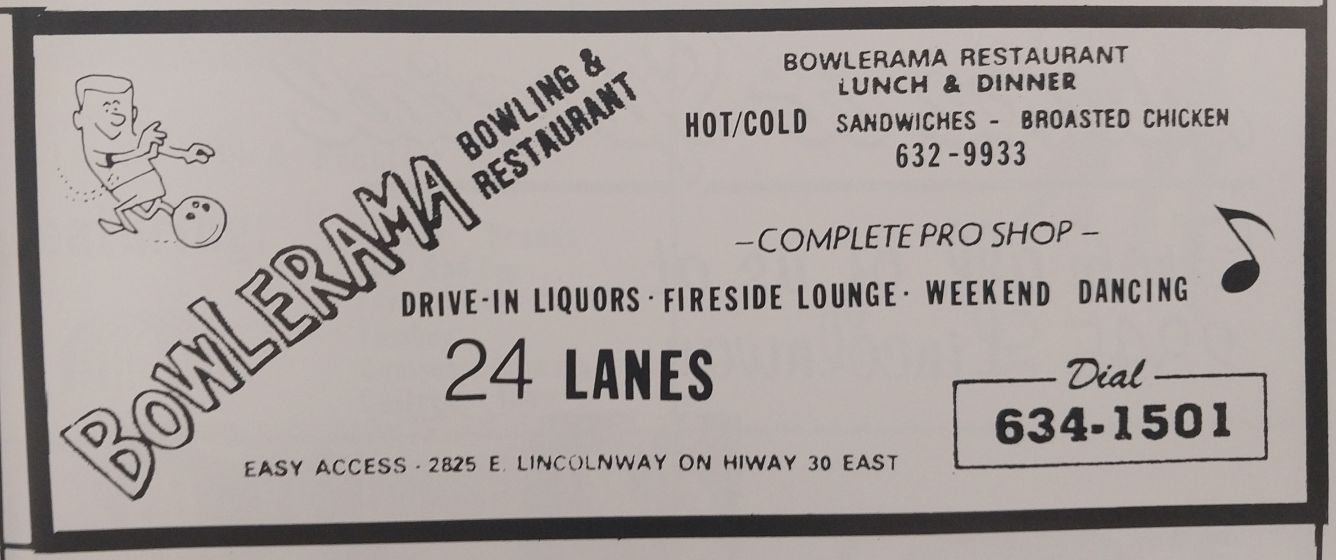 BOWLERAMA
BOWLING &
RESTAURANT
BOWLERAMA RESTAURANT
LUNCH & DINNER
HOT/COLD SANDWICHES - BROASTED CHICKEN
632-9933
-COMPLETE PRO SHOP-
DRIVE-IN LIQUORS · FIRESIDE LOUNGE · WEEKEND DANCING
24 LANES
Dial
634-1501
EASY ACCESS · 2825 E. LINCOLNWAY ON HIWAY 30 EAST